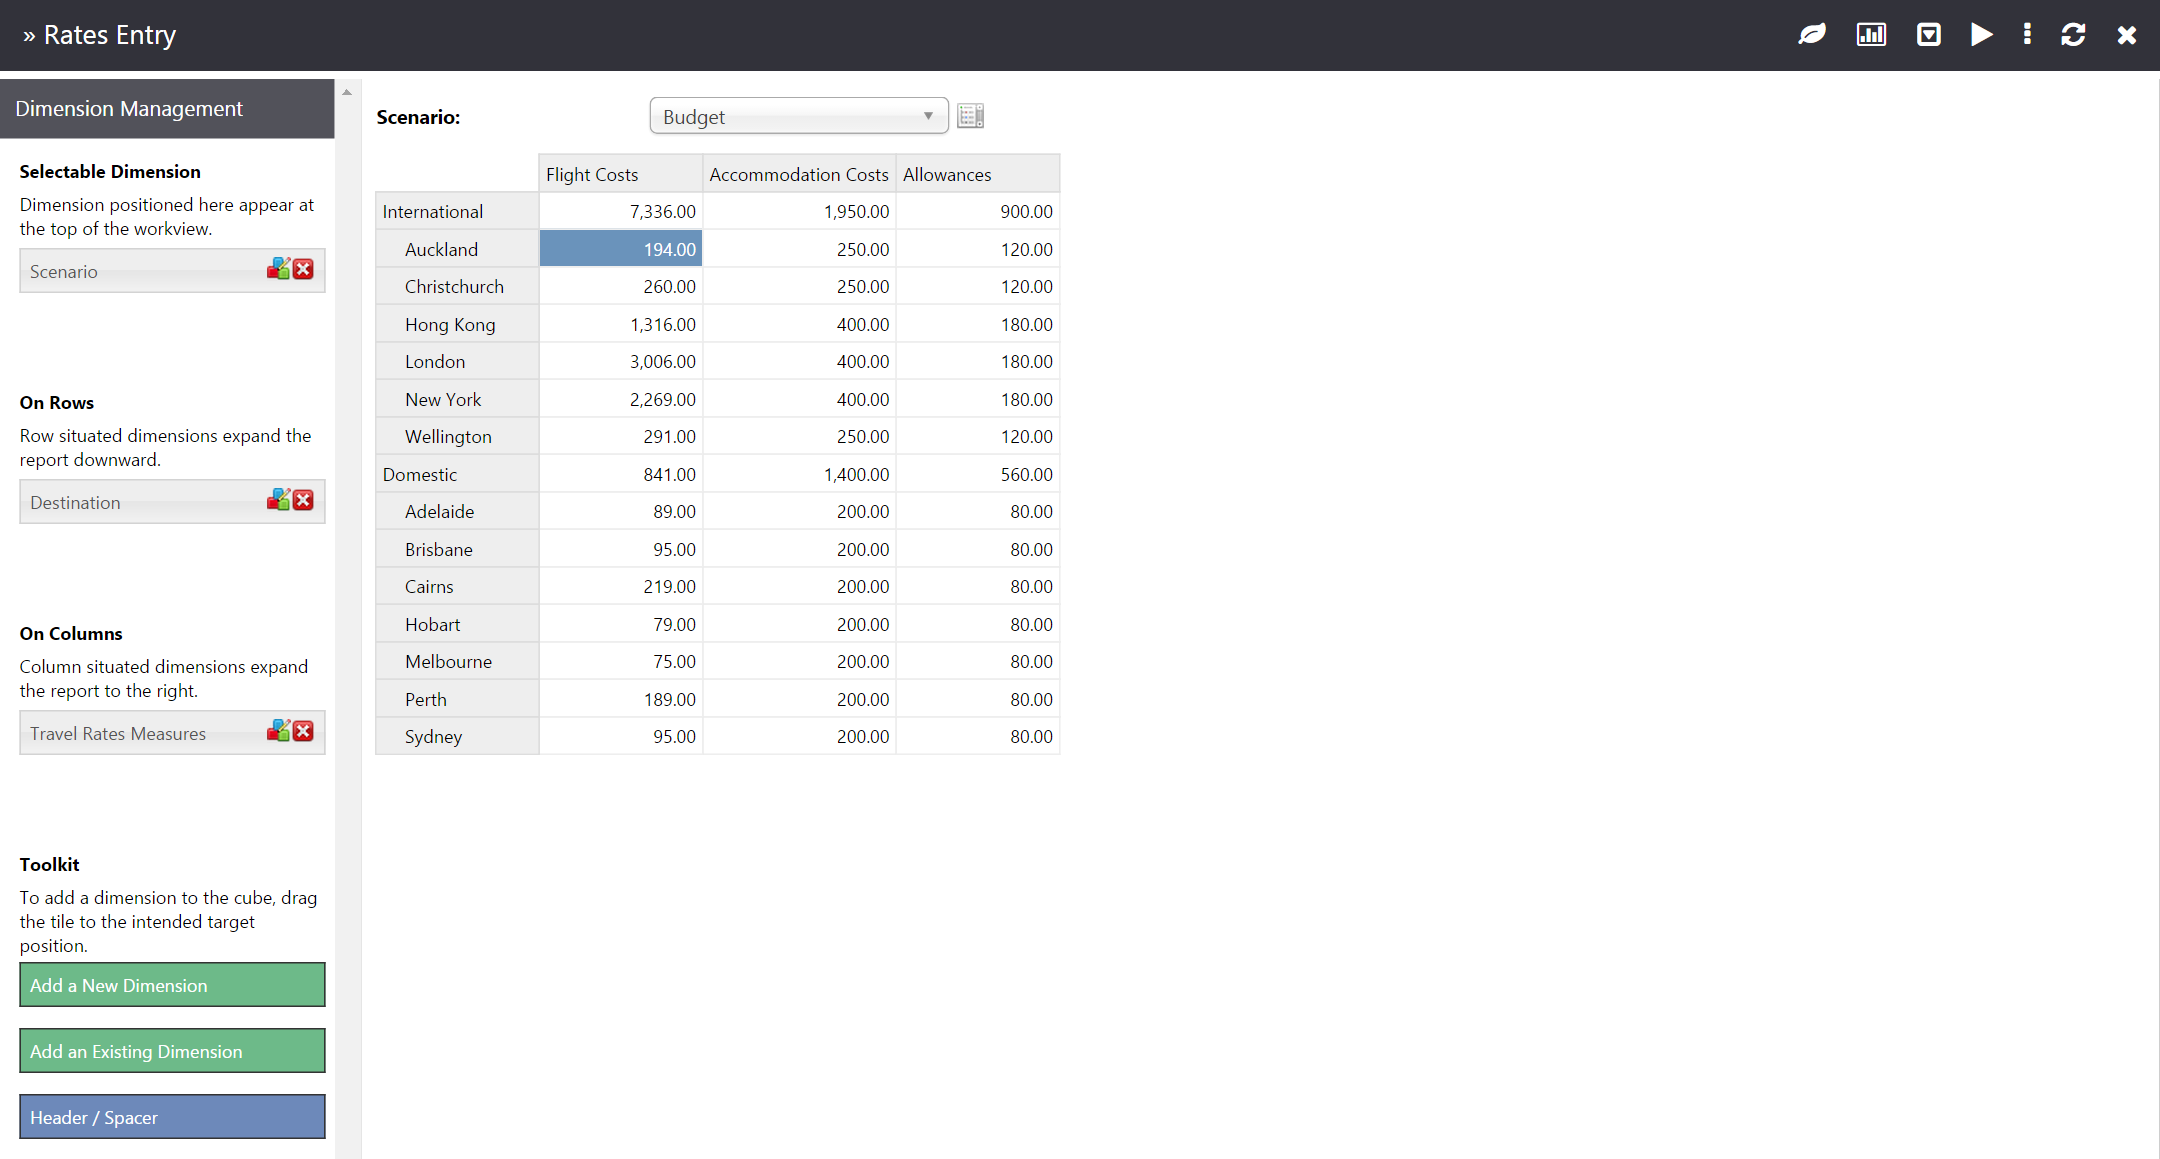 » Rates Entry
Dimension Management
Selectable Dimension
Dimension positioned here appear at
the top of the workview.
Scenario
On Rows
Row situated dimensions expand the
report downward.
Destination
On Columns
Column situated dimensions expand
the report to the right.
Travel Rates Measures
Toolkit
To add a dimension to the cube, drag
the tile to the intended target
position.
Add a New Dimension
Add an Existing Dimension
Header / Spacer
Scenario: Budget
Flight Costs Accommodation Costs Allowances
International 7,336.00 1,950.00 900.00
Auckland 194.00 250.00 120.00
Christchurch 260.00 250.00 120.00
Hong Kong 1,316.00 400.00 180.00
London 3,006.00 400.00 180.00
New York 2,269.00 400.00 180.00
Wellington 291.00 250.00 120.00
Domestic 841.00 1,400.00 560.00
Adelaide 89.00 200.00 80.00
Brisbane 95.00 200.00 80.00
Cairns 219.00 200.00 80.00
Hobart 79.00 200.00 80.00
Melbourne 75.00 200.00 80.00
Perth 189.00 200.00 80.00
Sydney 95.00 200.00 80.00